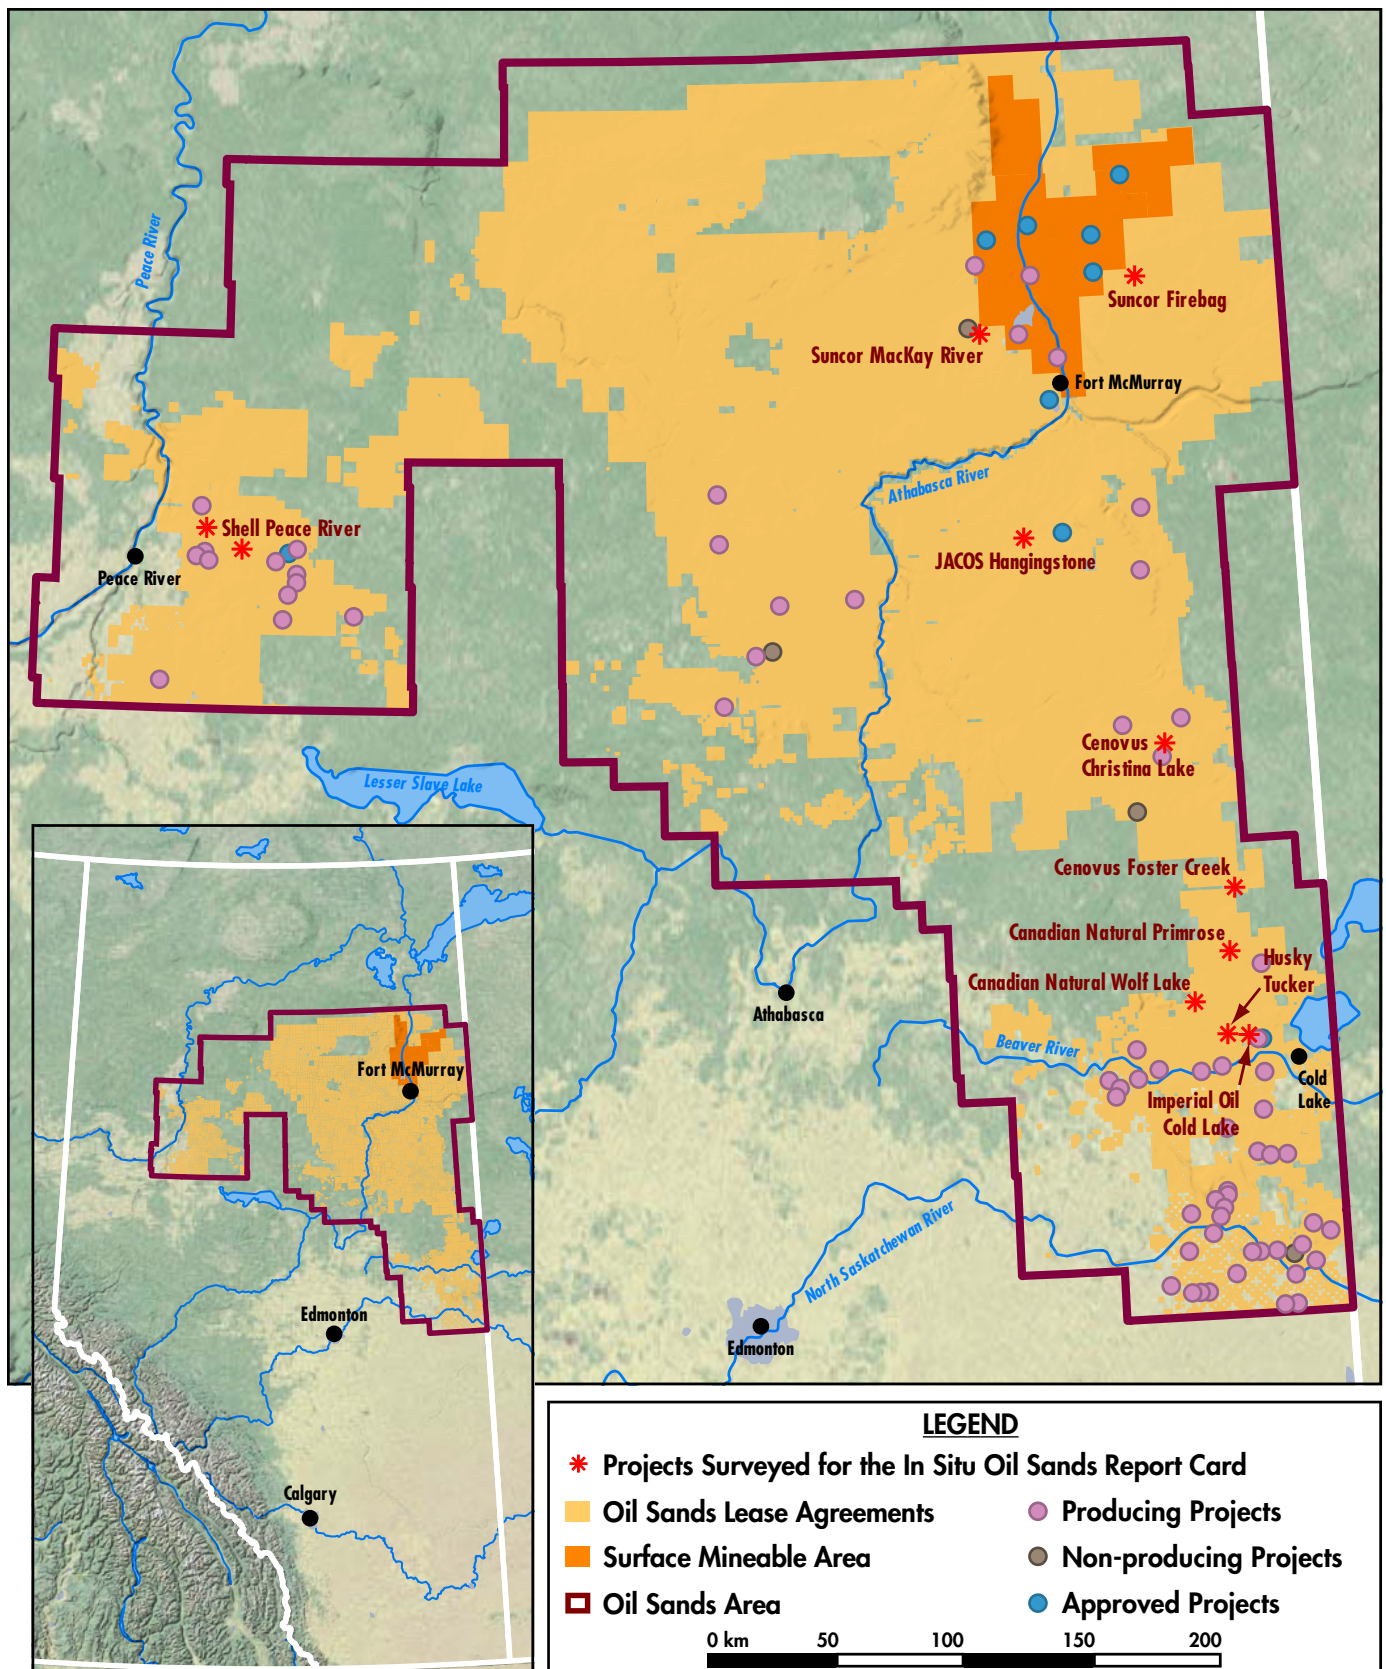 Peace River
Suncor Firebag
Suncor MacKay River
Fort McMurray
Athabasca River
Shell Peace River
Peace River
JACOS Hangingstone
Cenovus
Christina Lake
Lesser Slave Lake
Cenovus Foster Creek
Canadian Natural Primrose
Husky
Tucker
Canadian Natural Wolf Lake
Athabasca
Beaver River
Cold
Lake
Imperial Oil
Cold Lake
North Saskatchewan River
Edmonton
Fort McMurray
Edmonton
Calgary
LEGEND
Projects Surveyed for the In Situ Oil Sands Report Card
Oil Sands Lease Agreements
Producing Projects
Surface Mineable Area
Non-producing Projects
Oil Sands Area
Approved Projects
0 km 50 100 150 200